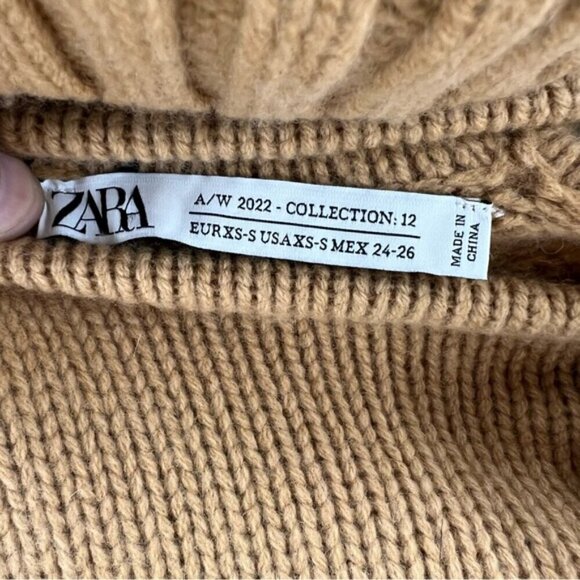 ZARA
A/W 2022 - COLLECTION: 12
EURXS-S USAXS-S MEX 24-26
MADE IN
CHINA